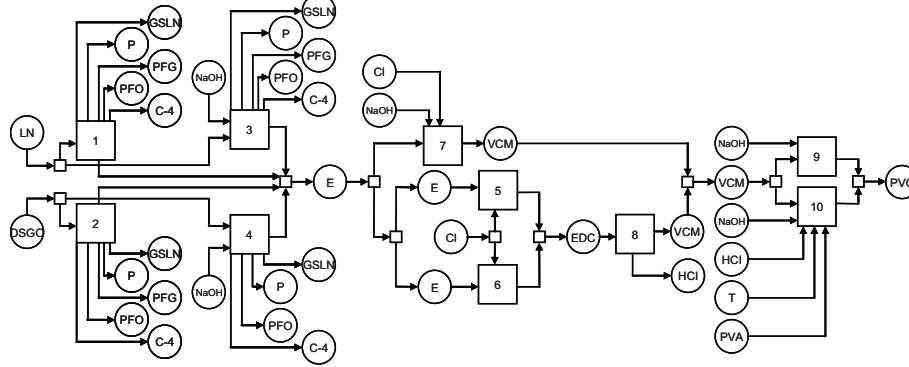 GSLN
P
PFG
PFO
C-4
LN
1
GSLN
P
PFG
PFO
C-4
NaOH
3
DSGO
2
GSLN
P
PFG
PFO
C-4
NaOH
4
GSLN
P
PFO
C-4
E
Cl
NaOH
7
VCM
E
5
Cl
E
6
EDC
8
VCM
HCl
NaOH
VCM
NaOH
HCl
T
PVA
9
10
PVC